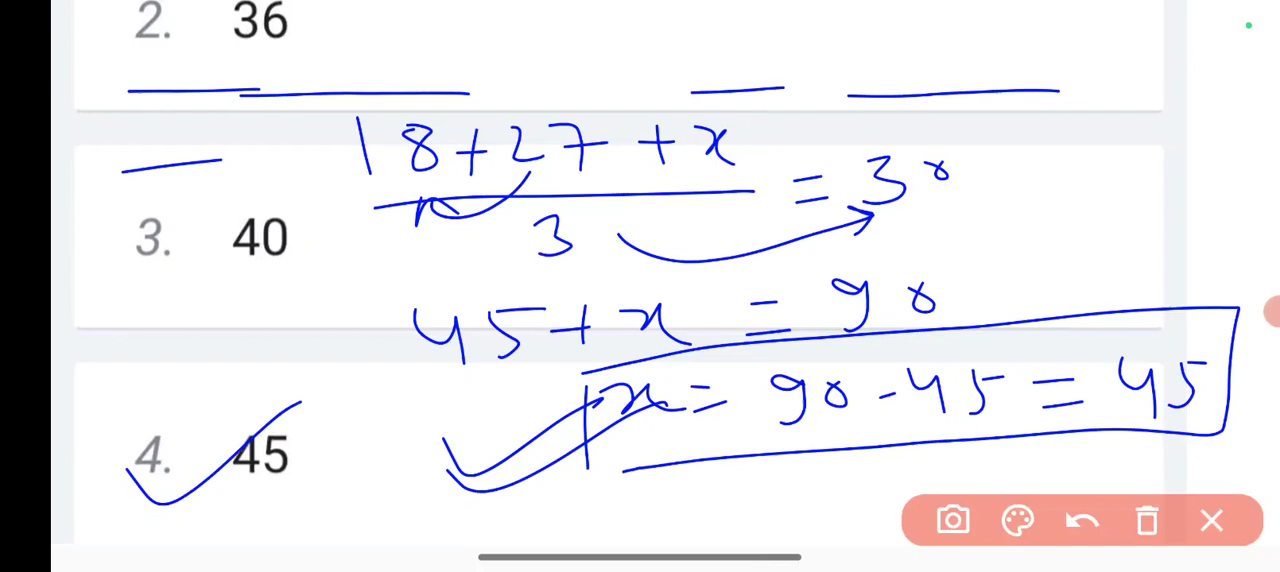 2. 36
18+27+x
= 30
3
3. 40
45+x = 90
x = 90-45 = 45
4. 45